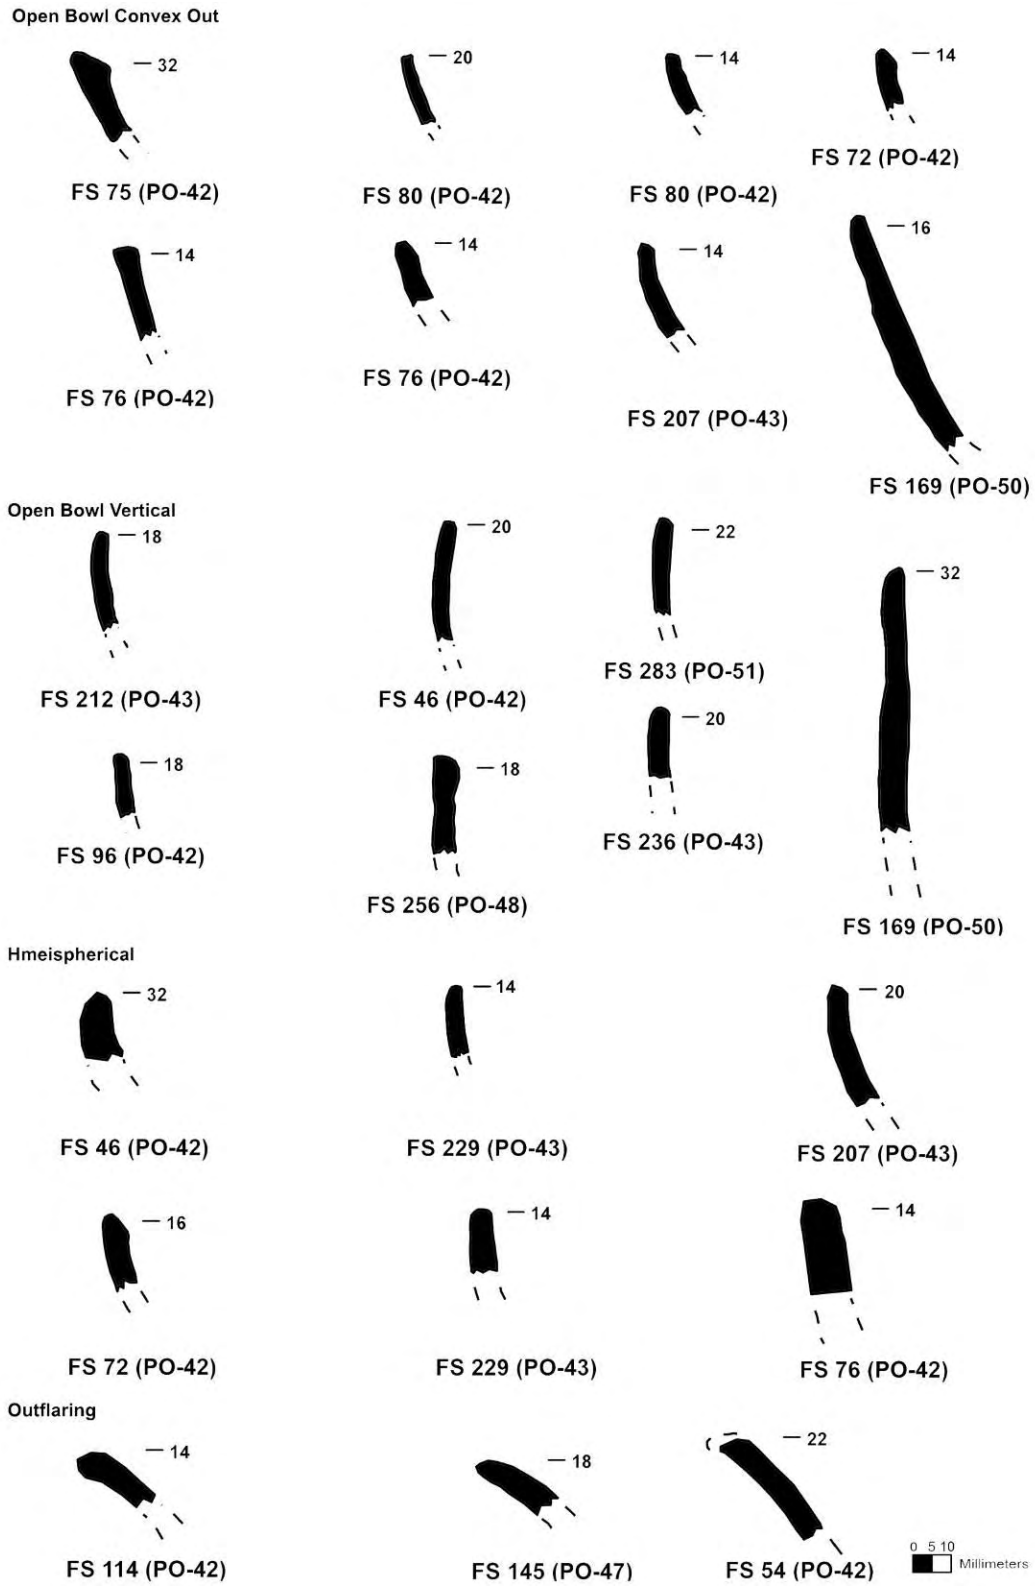 Open Bowl Convex Out
— 32
— 20
— 14
— 14
FS 75 (PO-42)
FS 80 (PO-42)
FS 80 (PO-42)
FS 72 (PO-42)
— 14
— 14
— 14
— 16
FS 76 (PO-42)
FS 76 (PO-42)
FS 207 (PO-43)
FS 169 (PO-50)
Open Bowl Vertical
— 18
— 20
— 22
— 32
FS 212 (PO-43)
FS 46 (PO-42)
FS 283 (PO-51)
— 18
— 18
— 20
FS 96 (PO-42)
FS 256 (PO-48)
FS 236 (PO-43)
FS 169 (PO-50)
Hmeispherical
— 32
— 14
— 20
FS 46 (PO-42)
FS 229 (PO-43)
FS 207 (PO-43)
— 16
— 14
— 14
FS 72 (PO-42)
FS 229 (PO-43)
FS 76 (PO-42)
Outflaring
— 14
— 18
— 22
FS 114 (PO-42)
FS 145 (PO-47)
FS 54 (PO-42)
0 5 10
Millimeters